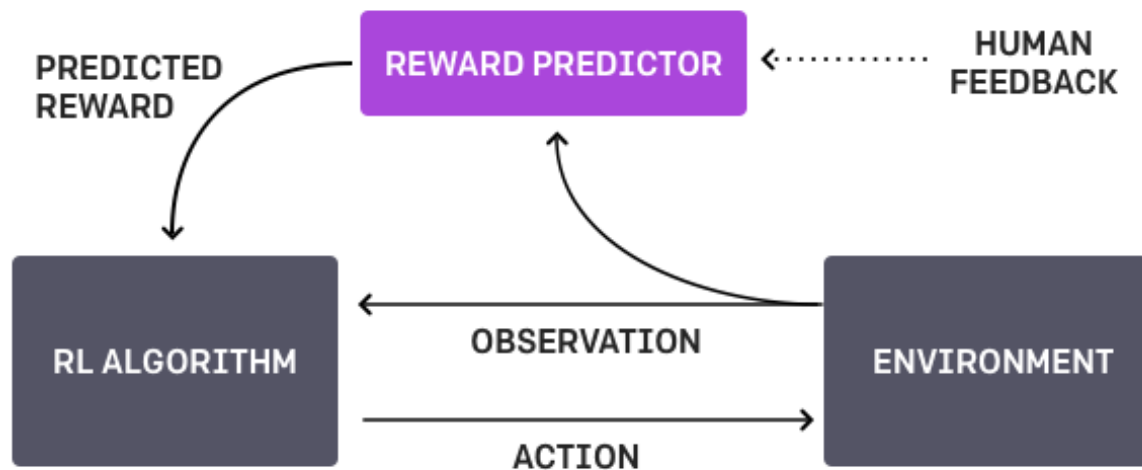 PREDICTED
REWARD
REWARD PREDICTOR
HUMAN
FEEDBACK
RL ALGORITHM
OBSERVATION
ACTION
ENVIRONMENT